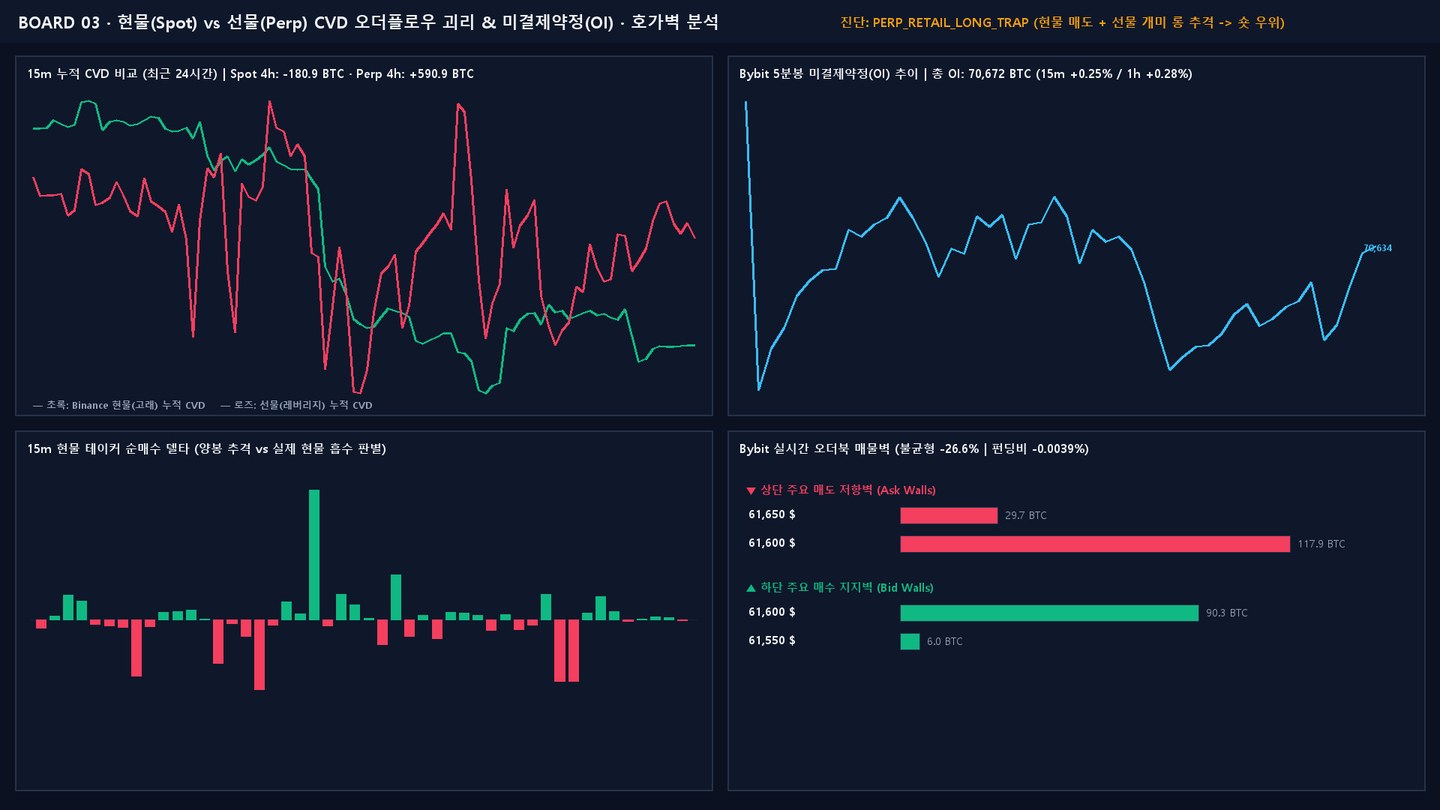 BOARD 03 · 현물(Spot) vs 선물(Perp) CVD 오더플로우 괴리 & 미결제약정(OI) · 호가벽 분석
진단: PERP_RETAIL_LONG_TRAP (현물 매도 + 선물 개미 롱 추격 -> 숏 우위)
15m 누적 CVD 비교 (최근 24시간) | Spot 4h: -180.9 BTC · Perp 4h: +590.9 BTC
— 초록: Binance 현물(고래) 누적 CVD — 로즈: 선물(레버리지) 누적 CVD
Bybit 5분봉 미결제약정(OI) 추이 | 총 OI: 70,672 BTC (15m +0.25% / 1h +0.28%)
70,634
15m 현물 테이커 순매수 델타 (양봉 추격 vs 실제 현물 흡수 판별)
Bybit 실시간 오더북 매물벽 (불균형 -26.6% | 펀딩비 -0.0039%)
▼ 상단 주요 매도 저항벽 (Ask Walls)
61,650 $ 29.7 BTC
61,600 $ 117.9 BTC
▲ 하단 주요 매수 지지벽 (Bid Walls)
61,600 $ 90.3 BTC
61,550 $ 6.0 BTC